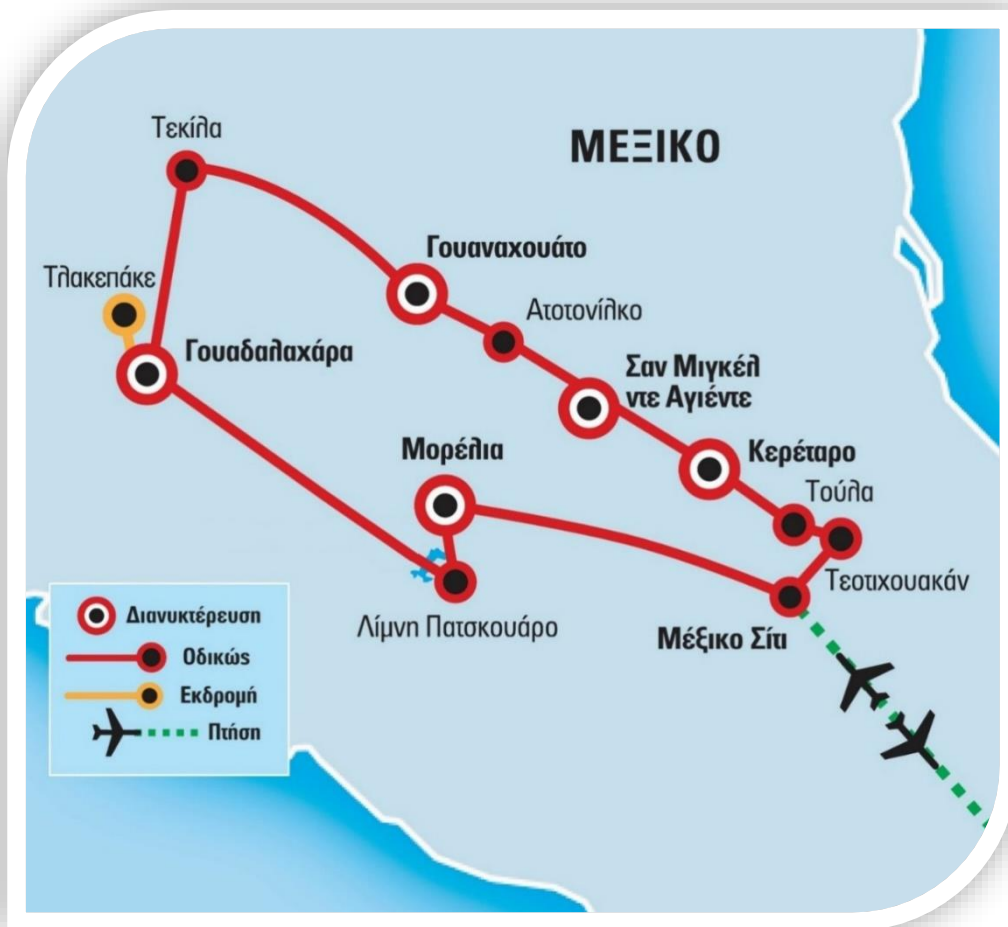 Τεκίλα
ΜΕΞΙΚΟ
Γουαναχουάτο
Τλακεπάκε
Ατοτονίλκο
Γουαδαλαχάρα
Σαν Μιγκέλ
ντε Αγιέντε
Μορέλια
Κερέταρο
Τούλα
Τεοτιχουακάν
Λίμνη Πατσκουάρο
Μέξικο Σίτι
Διανυκτέρευση
Οδικώς
Εκδρομή
Πτήση